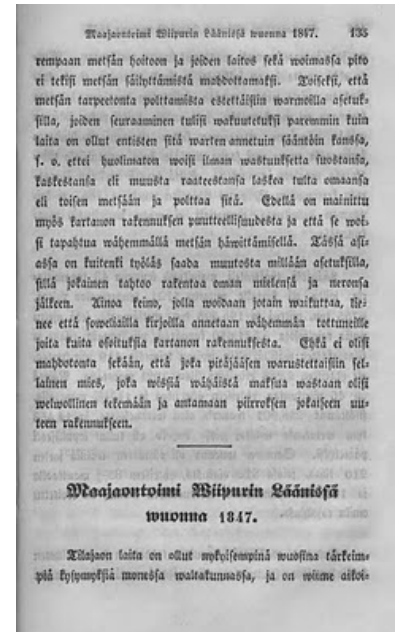 Maajaontoimi Wiipurin Läänisſä wuonna 1847. 135
rempaan metſän hoitoon ja joiden laitos ſekä woimasſa pito
ei tekiſi metſän ſäilyttämistä mahdottomakſi. Toiſekſi, että
metſän tarpeetonta polttamista estettäiſiin warmoilla aſetuk-
ſilla, joiden ſeuraaminen tuliſi wakuutetukſi paremmin kuin
laita on ollut entisten ſitä warten annetuin ſääntöin kansſa,
ſ. o. ettei huolimaton woiſi ilman wastuukſetta ſuostanſa,
kaskestanſa eli muusta raateestanſa laskea tulta omaanſa
eli toiſen metſään ja polttaa ſitä. Edellä on mainittu
myös kartanon rakennukſen puutteelliſuudesta ja että ſe woi-
ſi tapahtua wähemmällä metſän häwittämiſellä. Tässä aſi-
asſa on kuitenki työläs ſaada muutosta millään aſetukſilla,
ſillä jokainen tahtoo rakentaa oman mielenſä ja neronſa
jälkeen. Ainoa keino, jolla woidaan jotain waikuttaa, lie-
nee että ſoweliailla kirjoilla annetaan wähemmän tottuneille
joita kuita oſoitukſia kartanon rakennukſesta. Ehkä ei oliſi
mahdotonta ſekään, että joka pitäjääſen warustettaiſiin ſel-
lainen mies, joka wisſiä wähäistä makſua wastaan oliſi
welwollinen tekemään ja antamaan piirrokſen jokaiſeen uu-
teen rakennukſeen.
Maajaontoimi Wiipurin Läänisſä
wuonna 1847.
Tilajaon laita on ollut nykyiſempinä wuoſina tärkeim-
piä kyſymykſiä monesſa waltakunnasſa, ja on wiime aikoi-